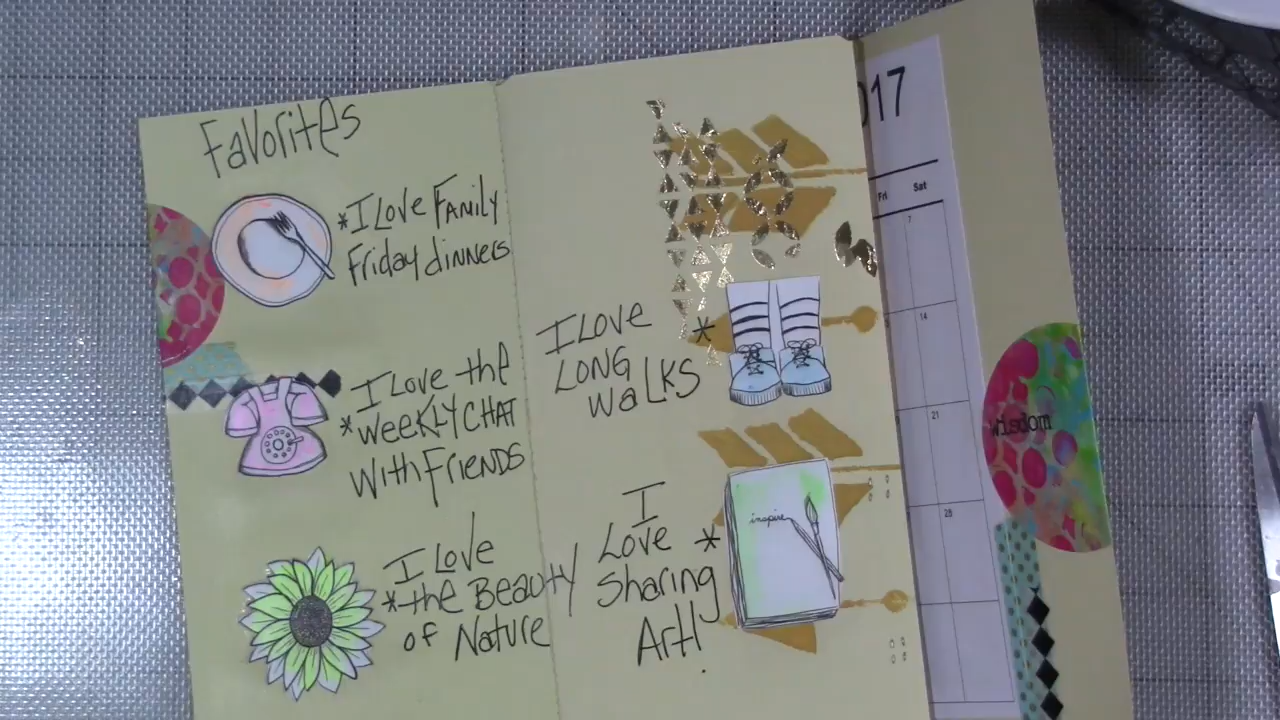 Favorites
*I Love Family
Friday dinners
I Love the
*Weekly CHAT
With Friends
I Love
*the Beauty
of Nature
I Love *
LONG
walks
inspire
I
Love *
Sharing
Art!
017
Fri Sat
7
14
21
28
wisdom